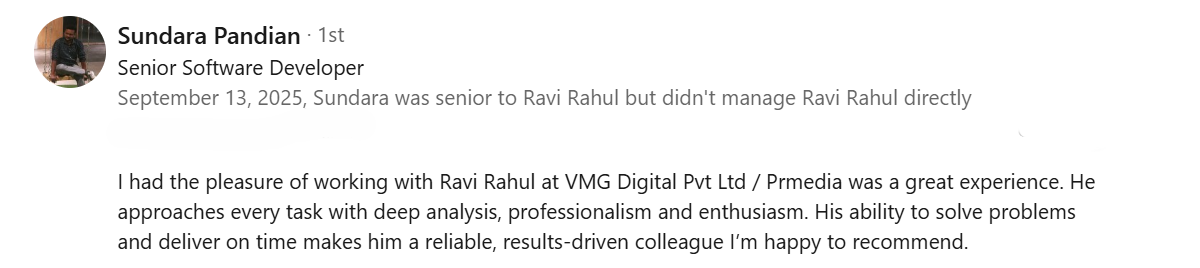 Sundara Pandian · 1st
Senior Software Developer
September 13, 2025, Sundara was senior to Ravi Rahul but didn't manage Ravi Rahul directly
I had the pleasure of working with Ravi Rahul at VMG Digital Pvt Ltd / Prmedia was a great experience. He
approaches every task with deep analysis, professionalism and enthusiasm. His ability to solve problems
and deliver on time makes him a reliable, results-driven colleague I’m happy to recommend.